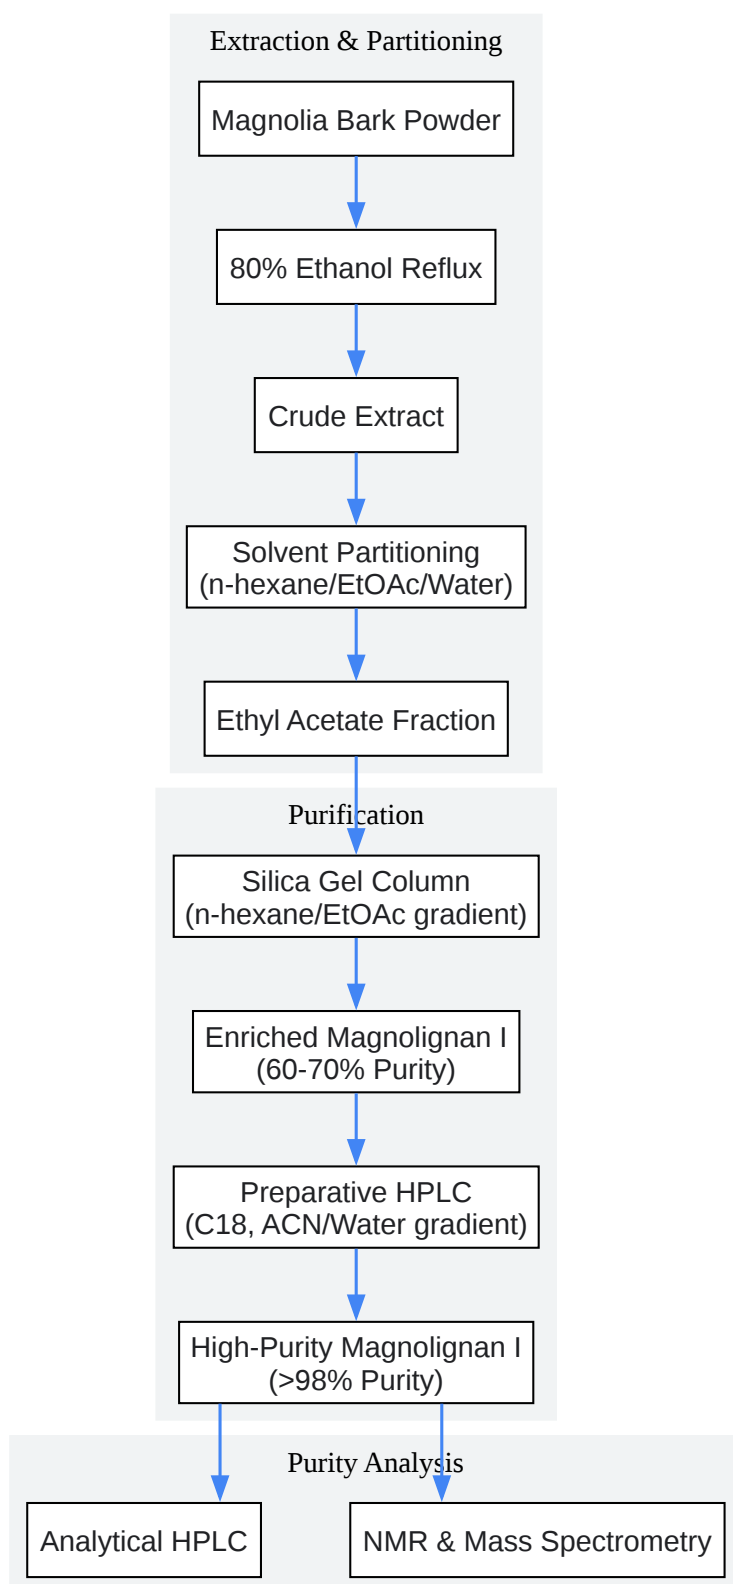 Extraction & Partitioning
Magnolia Bark Powder
80% Ethanol Reflux
Crude Extract
Solvent Partitioning
(n-hexane/EtOAc/Water)
Ethyl Acetate Fraction
Purification
Silica Gel Column
(n-hexane/EtOAc gradient)
Enriched Magnolignan I
(60-70% Purity)
Preparative HPLC
(C18, ACN/Water gradient)
High-Purity Magnolignan I
(>98% Purity)
Purity Analysis
Analytical HPLC
NMR & Mass Spectrometry